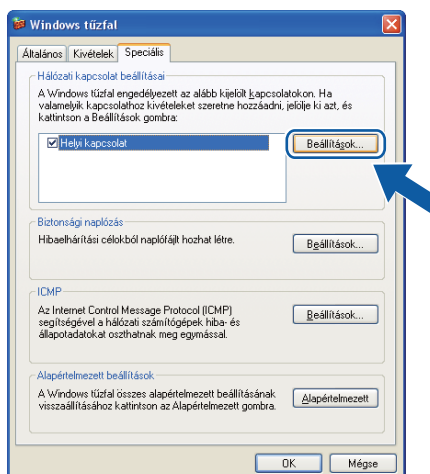 Windows tűzfal
Általános Kivételek Speciális
Hálózati kapcsolat beállításai
A Windows tűzfal engedélyezett az alább kijelölt kapcsolatokon. Ha
valamelyik kapcsolathoz kivételeket szeretne hozzáadni, jelölje ki azt, és
kattintson a Beállítások gombra:
Helyi kapcsolat
Beállítások...
Biztonsági naplózás
Hibaelhárítási célokból naplófájlt hozhat létre.
Beállítások...
ICMP
Az Internet Control Message Protocol (ICMP)
segítségével a hálózati számítógépek hiba- és
állapotadatokat oszthatnak meg egymással.
Beállítások...
Alapértelmezett beállítások
A Windows tűzfal összes alapértelmezett beállításának
visszaállításához kattintson az Alapértelmezett gombra.
Alapértelmezett
OK Mégse